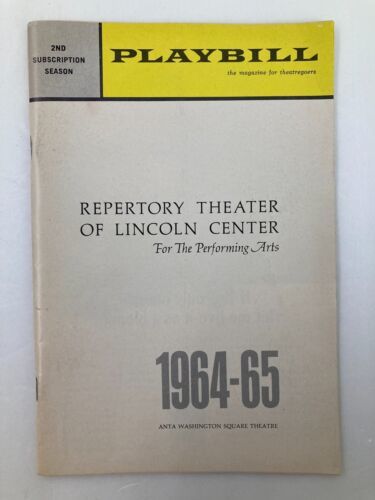 2ND
SUBSCRIPTION
SEASON
PLAYBILL
the magazine for theatregoers
REPERTORY THEATER
OF LINCOLN CENTER
For The Performing Arts
1964-65
ANTA WASHINGTON SQUARE THEATRE